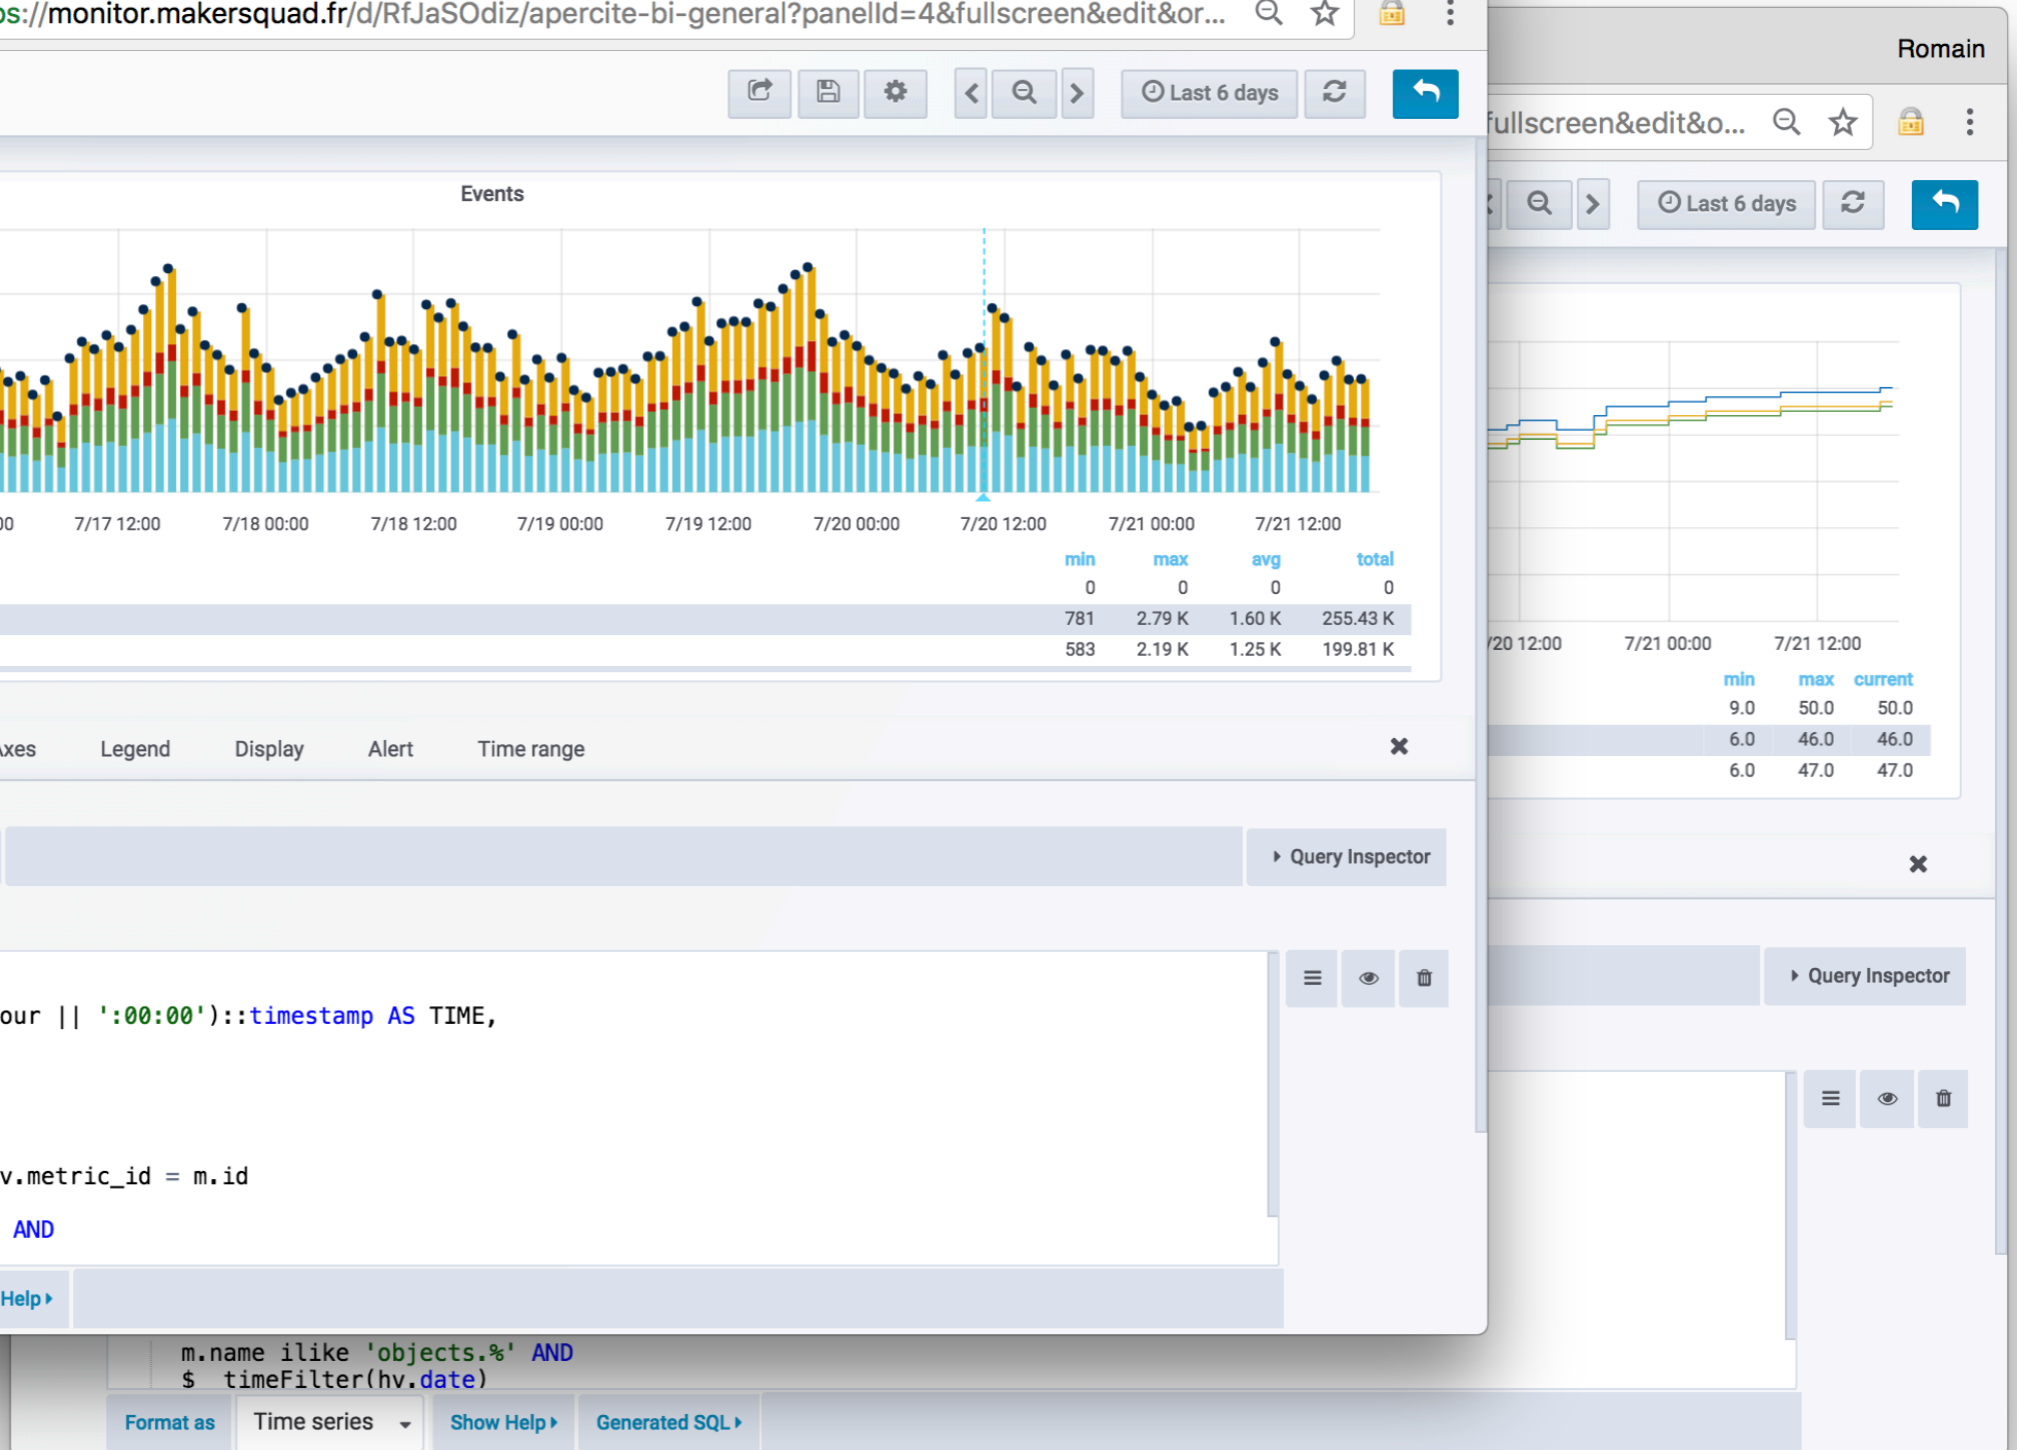 ps://monitor.makersquad.fr/d/RfJaSOdiz/apercite-bi-general?panelId=4&fullscreen&edit&or...
Last 6 days
Events
00
7/17 12:00
7/18 00:00
7/18 12:00
7/19 00:00
7/19 12:00
7/20 00:00
7/20 12:00
7/21 00:00
7/21 12:00
min max avg total
0 0 0 0
781 2.79 K 1.60 K 255.43 K
583 2.19 K 1.25 K 199.81 K
Axes
Legend
Display
Alert
Time range
Query Inspector
our || ':00:00')::timestamp AS TIME,
v.metric_id = m.id
AND
Help
Romain
fullscreen&edit&o...
Last 6 days
/20 12:00
7/21 00:00
7/21 12:00
min max current
9.0 50.0 50.0
6.0 46.0 46.0
6.0 47.0 47.0
Query Inspector
m.name ilike 'objects.%' AND
$__timeFilter(hv.date)
Format as
Time series
Show Help
Generated SQL